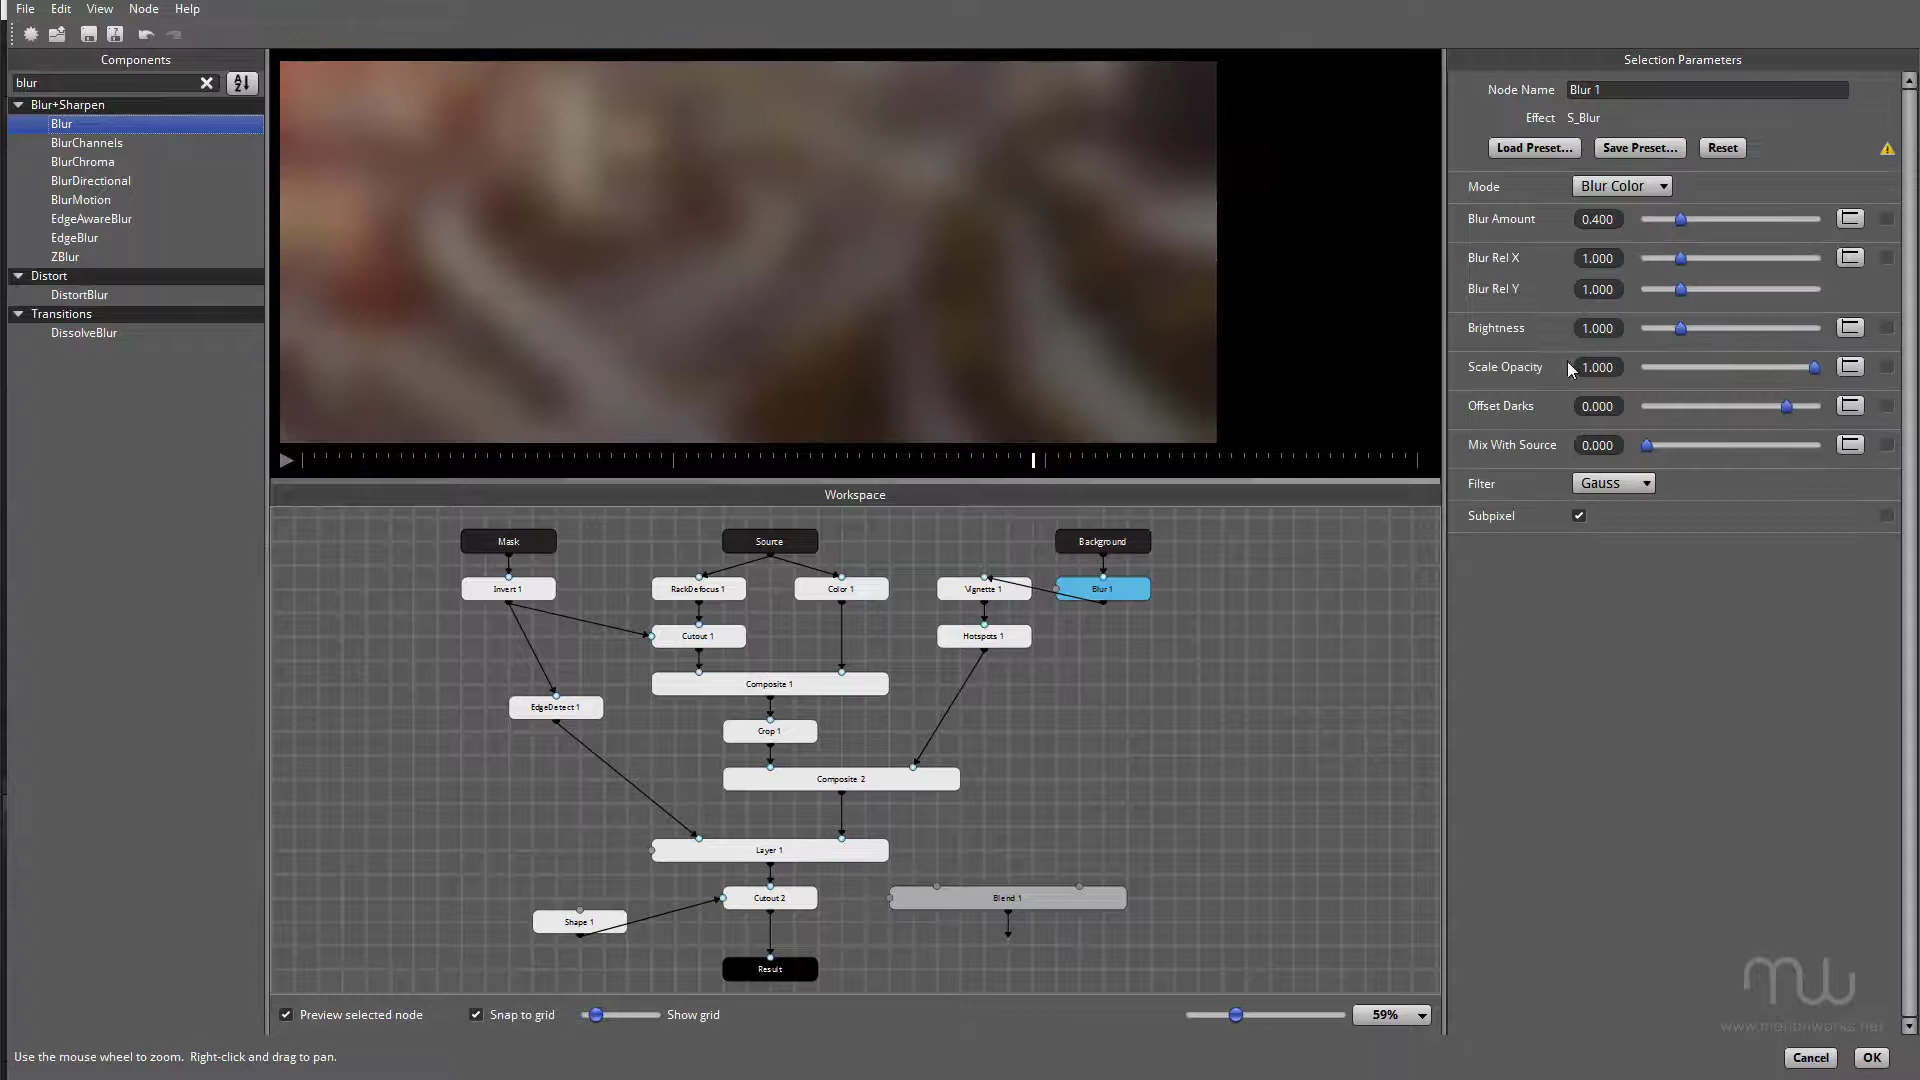 File Edit View Node Help
Components
blur
Blur+Sharpen
Blur
BlurChannels
BlurChroma
BlurDirectional
BlurMotion
EdgeAwareBlur
EdgeBlur
ZBlur
Distort
DistortBlur
Transitions
DissolveBlur
Workspace
Mask Source Background
Invert 1 RackDefocus 1 Color 1 Vignette 1 Blur 1
Cutout 1 Hotspots 1
Composite 1
EdgeDetect 1
Crop 1
Composite 2
Layer 1
Cutout 2 Blend 1
Shape 1
Result
Preview selected node Snap to grid Show grid 59%
Use the mouse wheel to zoom. Right-click and drag to pan.
Selection Parameters
Node Name Blur 1
Effect S_Blur
Load Preset... Save Preset... Reset
Mode Blur Color
Blur Amount 0.400
Blur Rel X 1.000
Blur Rel Y 1.000
Brightness 1.000
Scale Opacity 1.000
Offset Darks 0.000
Mix With Source 0.000
Filter Gauss
Subpixel
mw
www.motionworks.net
Cancel OK